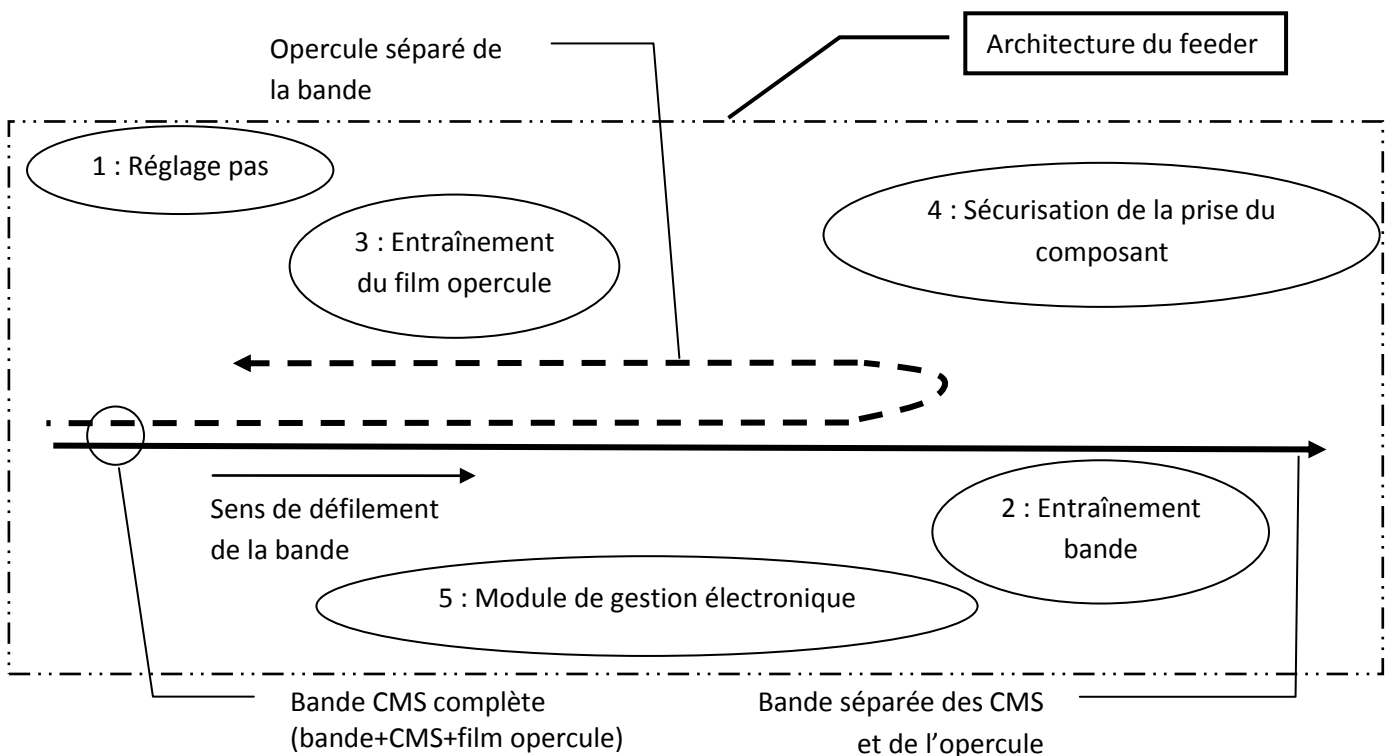 Opercule séparé de
la bande
Architecture du feeder
1 : Réglage pas
3 : Entraînement
du film opercule
4 : Sécurisation de la prise du
composant
Sens de défilement
de la bande
2 : Entraînement
bande
5 : Module de gestion électronique
Bande CMS complète
(bande+CMS+film opercule)
Bande séparée des CMS
et de l’opercule